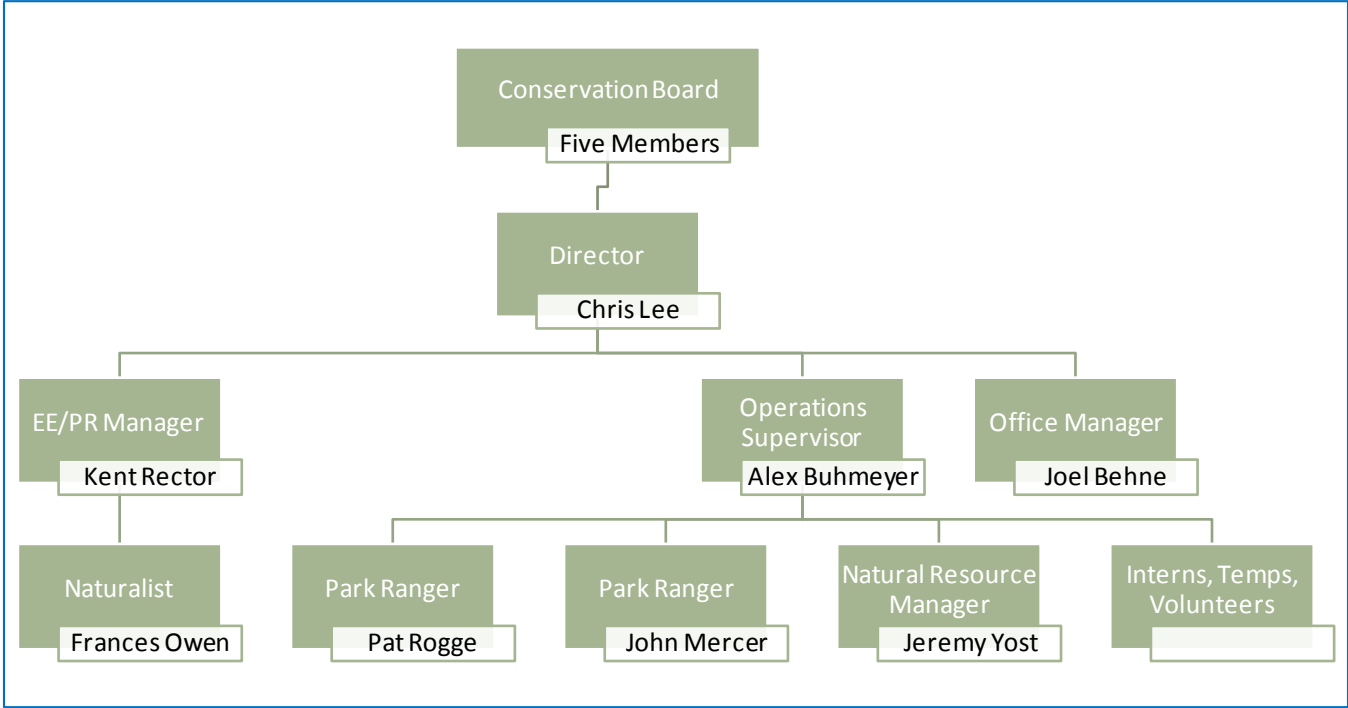 Conservation Board
Five Members
Director
Chris Lee
EE/PR Manager
Kent Rector
Operations
Supervisor
Alex Buhmeyer
Office Manager
Joel Behne
Naturalist
Frances Owen
Park Ranger
Pat Rogge
Park Ranger
John Mercer
Natural Resource
Manager
Jeremy Yost
Interns, Temps,
Volunteers